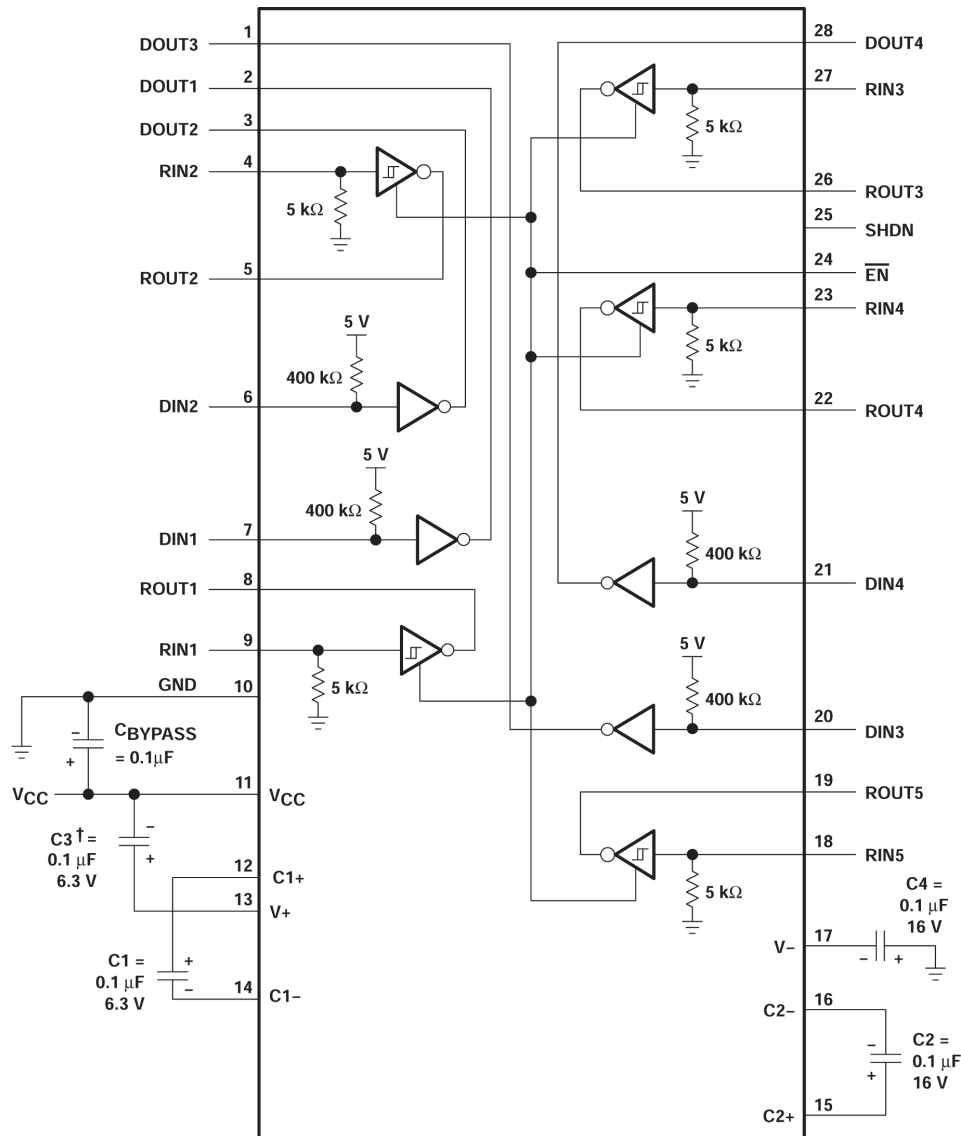 DOUT3 1
DOUT1 2
DOUT2 3
RIN2 4
5 kΩ
ROUT2 5
5 V
400 kΩ
DIN2 6
5 V
400 kΩ
DIN1 7
ROUT1 8
RIN1 9
5 kΩ
GND 10
CBYPASS
= 0.1μF
VCC 11 VCC
C3† =
0.1 μF
6.3 V
12 C1+
13 V+
C1 =
0.1 μF
6.3 V
14 C1−
28 DOUT4
27 RIN3
5 kΩ
26 ROUT3
25 SHDN
24 E̅N̅
23 RIN4
5 kΩ
22 ROUT4
5 V
400 kΩ
21 DIN4
5 V
400 kΩ
20 DIN3
19 ROUT5
18 RIN5
5 kΩ
C4 =
0.1 μF
16 V
V− 17
− +
C2− 16
C2 =
0.1 μF
16 V
C2+ 15
− +
− +
+ −
− +